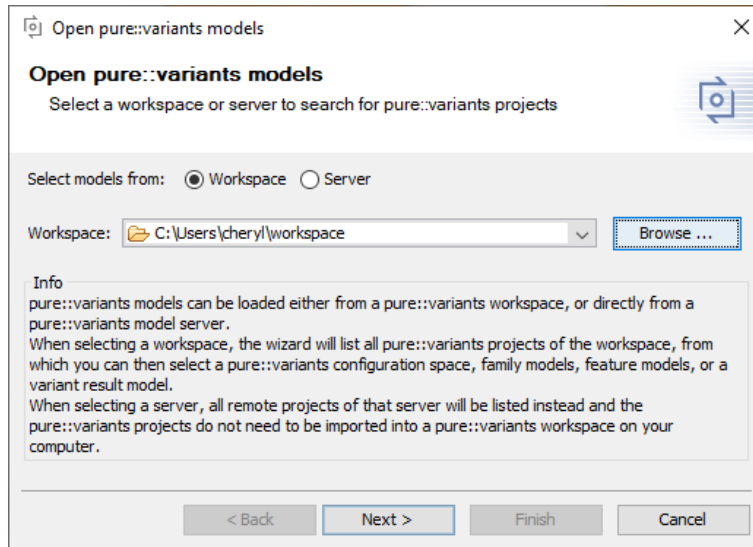 Open pure::variants models
Open pure::variants models
Select a workspace or server to search for pure::variants projects
Select models from: Workspace Server
Workspace: C:\Users\cheryl\workspace Browse ...
Info
pure::variants models can be loaded either from a pure::variants workspace, or directly from a
pure::variants model server.
When selecting a workspace, the wizard will list all pure::variants projects of the workspace, from
which you can then select a pure::variants configuration space, family models, feature models, or a
variant result model.
When selecting a server, all remote projects of that server will be listed instead and the
pure::variants projects do not need to be imported into a pure::variants workspace on your
computer.
< Back Next > Finish Cancel